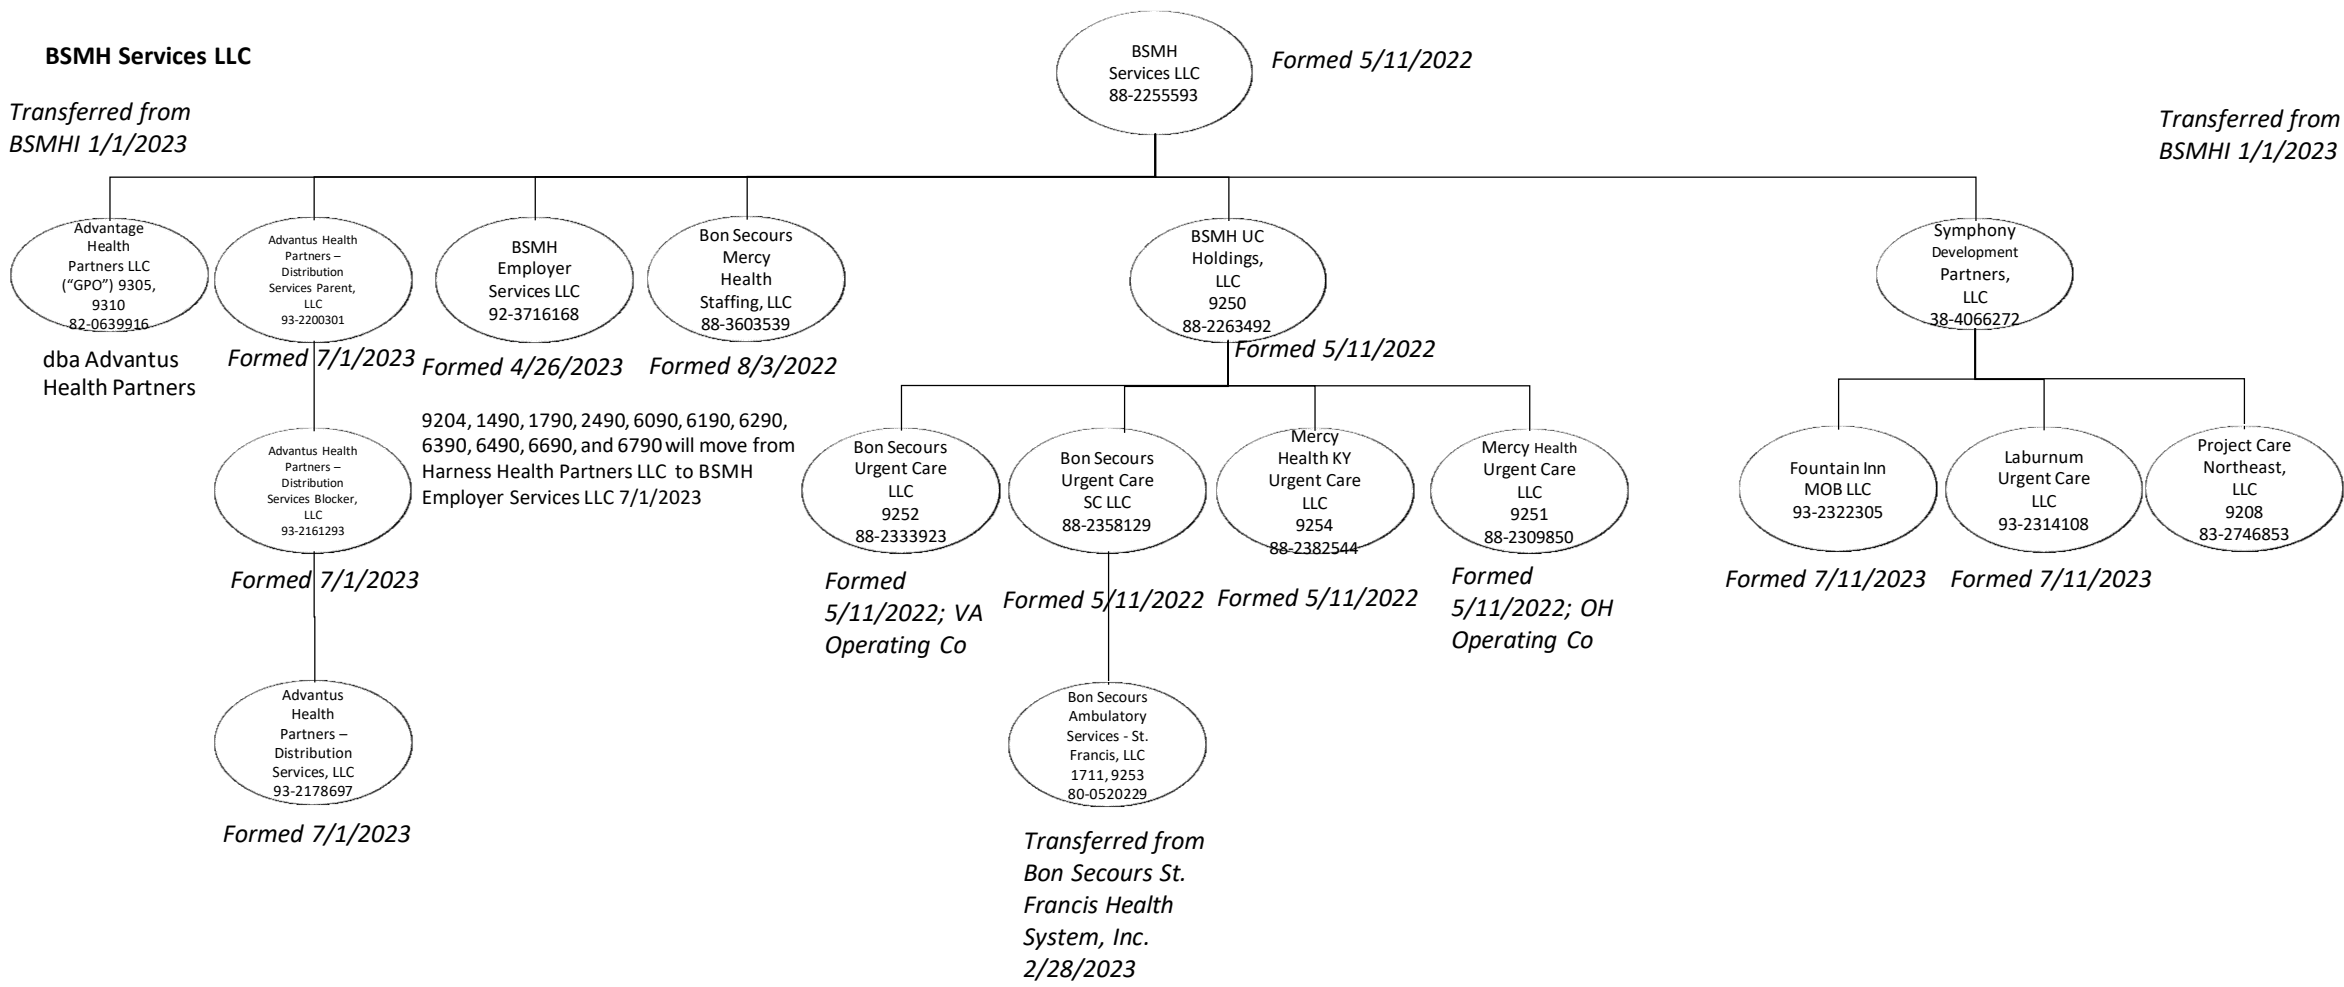 BSMH Services LLC
BSMH
Services LLC
88-2255593
Formed 5/11/2022
Transferred from
BSMHI 1/1/2023
Transferred from
BSMHI 1/1/2023
Advantage
Health
Partners LLC
(“GPO”) 9305,
9310
82-0639916
dba Advantus
Health Partners
Advantus Health
Partners –
Distribution
Services Parent,
LLC
93-2200301
Formed 7/1/2023
BSMH
Employer
Services LLC
92-3716168
Formed 4/26/2023
Bon Secours
Mercy
Health
Staffing, LLC
88-3603539
Formed 8/3/2022
BSMH UC
Holdings,
LLC
9250
88-2263492
Formed 5/11/2022
Symphony
Development
Partners,
LLC
38-4066272
9204, 1490, 1790, 2490, 6090, 6190, 6290,
6390, 6490, 6690, and 6790 will move from
Harness Health Partners LLC to BSMH
Employer Services LLC 7/1/2023
Advantus Health
Partners –
Distribution
Services Blocker,
LLC
93-2161293
Formed 7/1/2023
Bon Secours
Urgent Care
LLC
9252
88-2333923
Formed
5/11/2022; VA
Operating Co
Bon Secours
Urgent Care
SC LLC
88-2358129
Formed 5/11/2022
Mercy
Health KY
Urgent Care
LLC
9254
88-2382544
Formed 5/11/2022
Mercy Health
Urgent Care
LLC
9251
88-2309850
Formed
5/11/2022; OH
Operating Co
Fountain Inn
MOB LLC
93-2322305
Formed 7/11/2023
Laburnum
Urgent Care
LLC
93-2314108
Formed 7/11/2023
Project Care
Northeast,
LLC
9208
83-2746853
Advantus
Health
Partners –
Distribution
Services, LLC
93-2178697
Formed 7/1/2023
Bon Secours
Ambulatory
Services - St.
Francis, LLC
1711, 9253
80-0520229
Transferred from
Bon Secours St.
Francis Health
System, Inc.
2/28/2023